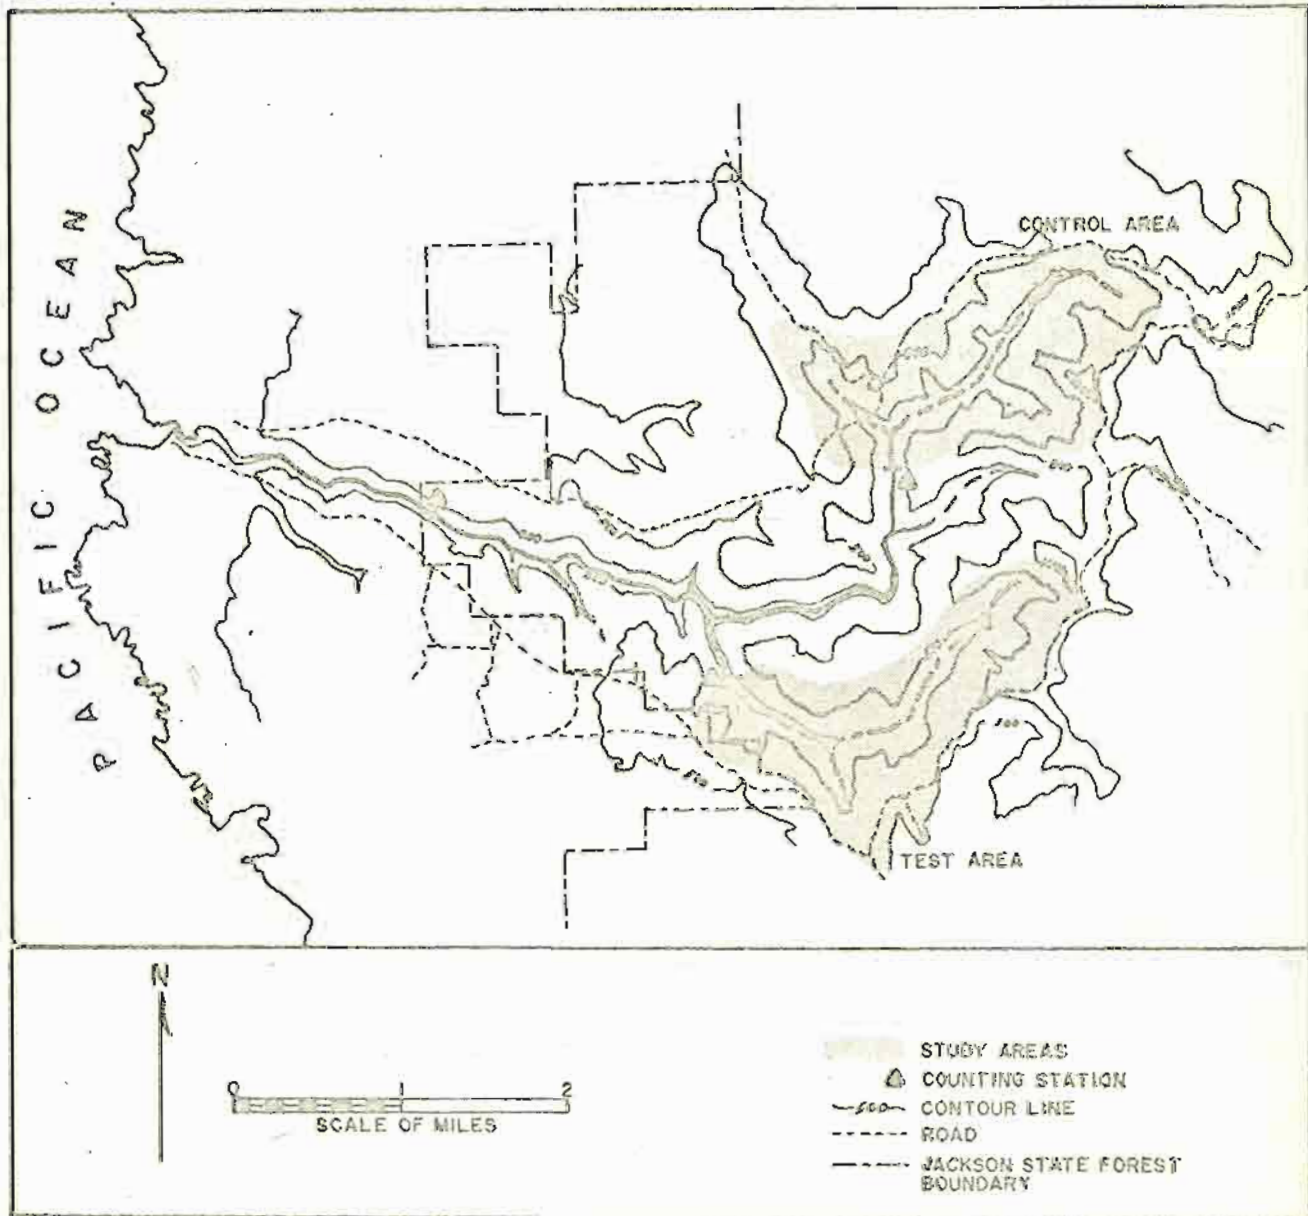 PACIFIC OCEAN
CONTROL AREA
TEST AREA
N
0 1 2
SCALE OF MILES
STUDY AREAS
COUNTING STATION
CONTOUR LINE
ROAD
JACKSON STATE FOREST
BOUNDARY